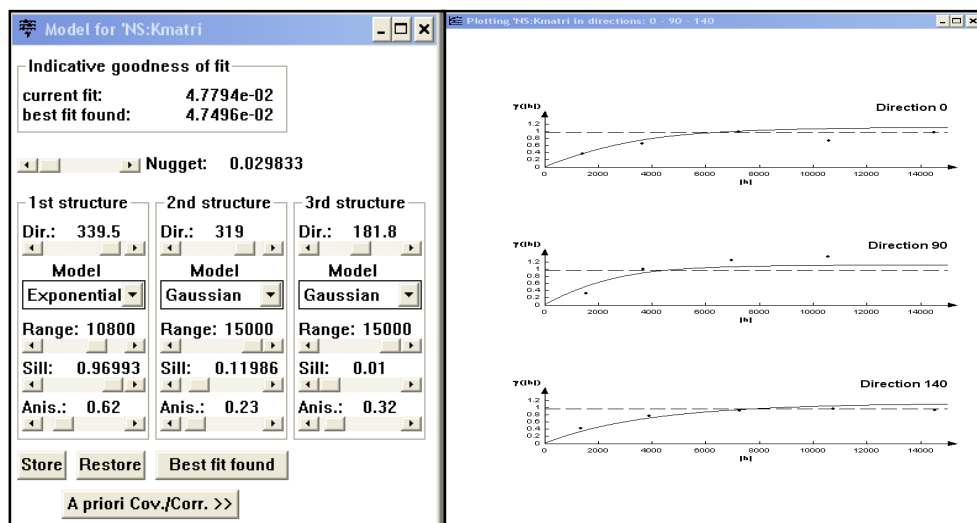 Model for 'NS:Kmatri
Indicative goodness of fit
current fit: 4.7794e-02
best fit found: 4.7496e-02
Nugget: 0.029833
1st structure 2nd structure 3rd structure
Dir.: 339.5 Dir.: 319 Dir.: 181.8
Model Model Model
Exponential Gaussian Gaussian
Range: 10800 Range: 15000 Range: 15000
Sill: 0.96993 Sill: 0.11986 Sill: 0.01
Anis.: 0.62 Anis.: 0.23 Anis.: 0.32
Store Restore Best fit found
A priori Cov./Corr. >>
Plotting 'NS:Kmatri in directions: 0 - 90 - 140
γ(|h|) Direction 0
1.2
1
0.8
0.6
0.4
0.2
0
0 2000 4000 6000 8000 10000 12000 14000
|h|
γ(|h|) Direction 90
1.2
1
0.8
0.6
0.4
0.2
0
0 2000 4000 6000 8000 10000 12000 14000
|h|
γ(|h|) Direction 140
1.2
1
0.8
0.6
0.4
0.2
0
0 2000 4000 6000 8000 10000 12000 14000
|h|